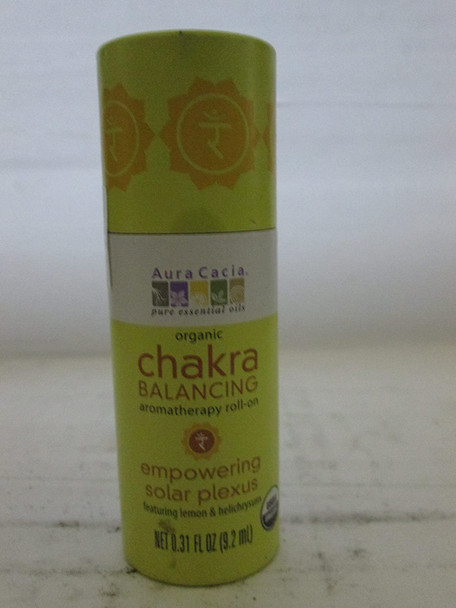 रं रं
Aura Cacia.
pure essential oils
organic
chakra
BALANCING
aromatherapy roll-on
रं
empowering
solar plexus
featuring lemon & helichrysum
NET 0.31 FL OZ (9.2 mL)